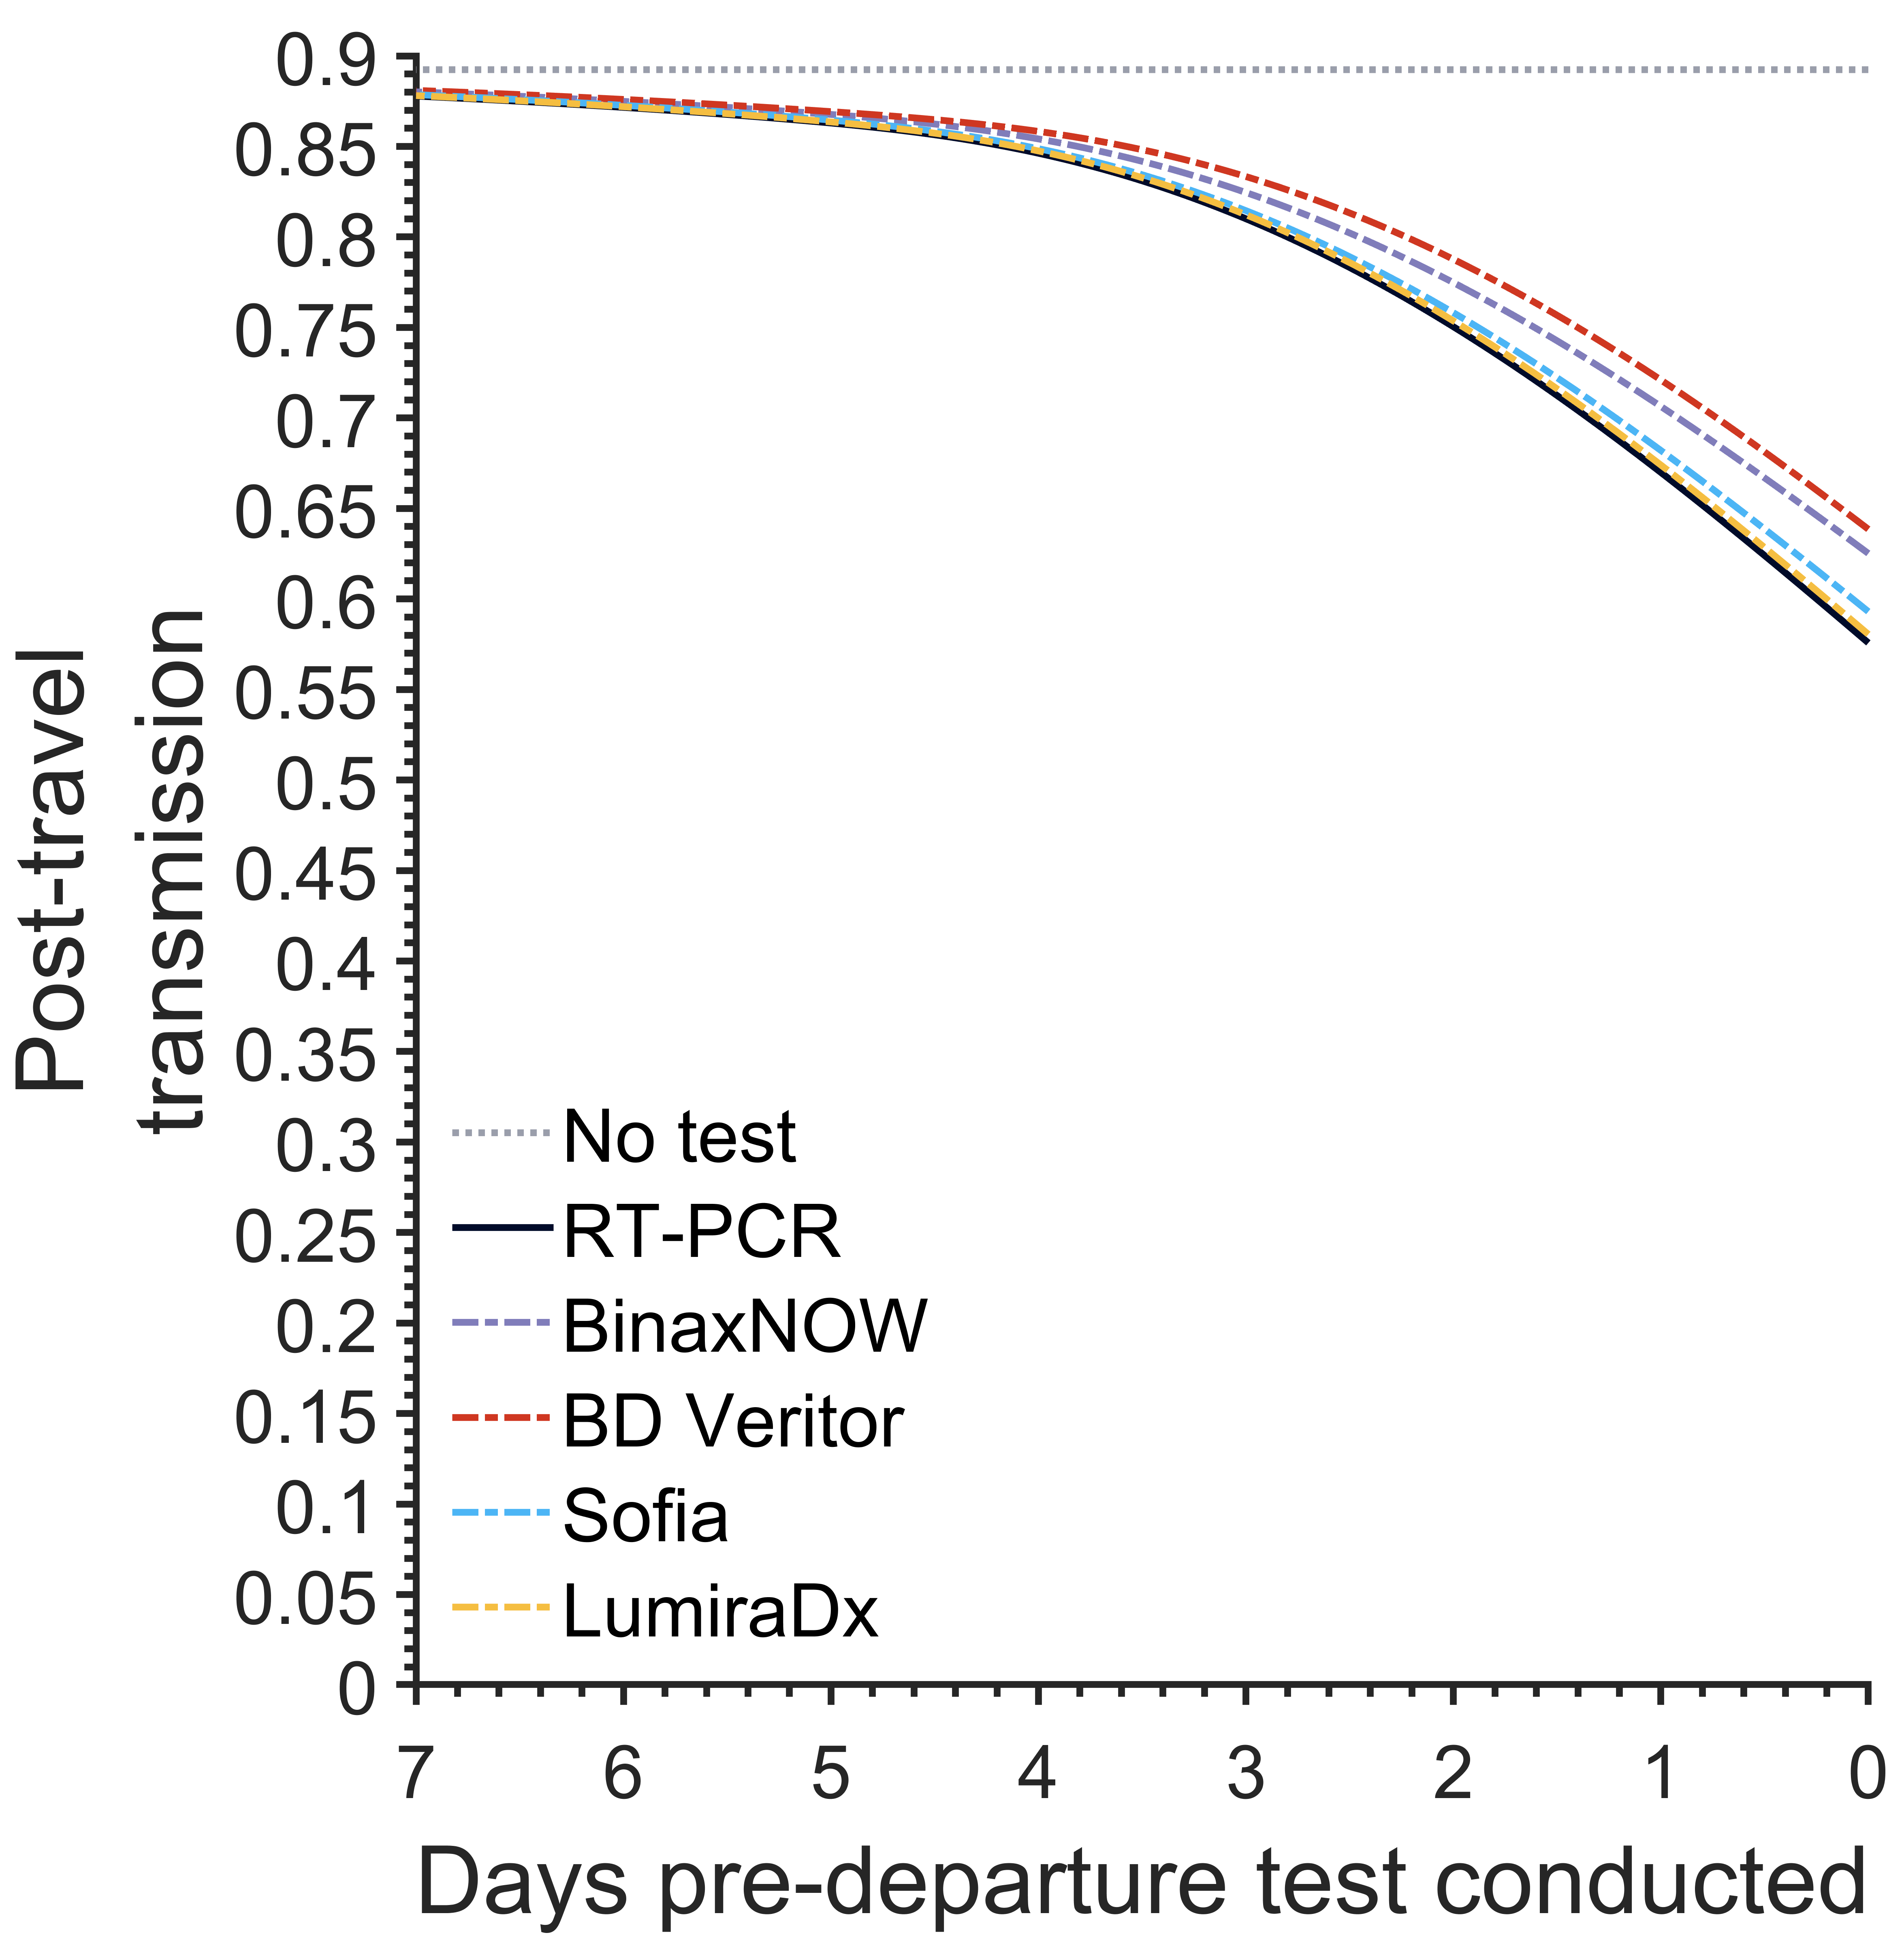 Post-travel
transmission
0.9
0.85
0.8
0.75
0.7
0.65
0.6
0.55
0.5
0.45
0.4
0.35
0.3
0.25
0.2
0.15
0.1
0.05
0
No test
RT-PCR
BinaxNOW
BD Veritor
Sofia
LumiraDx
7 6 5 4 3 2 1 0
Days pre-departure test conducted